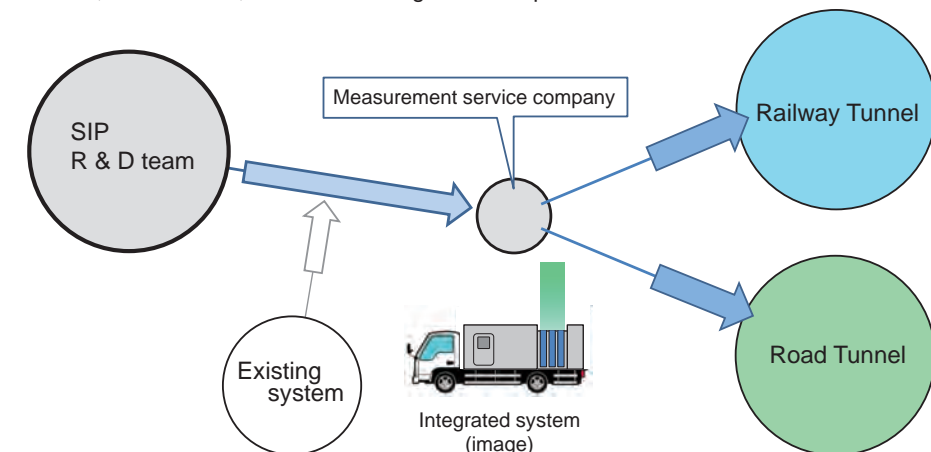 Measurement service company
SIP
R & D team
Railway Tunnel
Existing
system
Road Tunnel
Integrated system
(image)